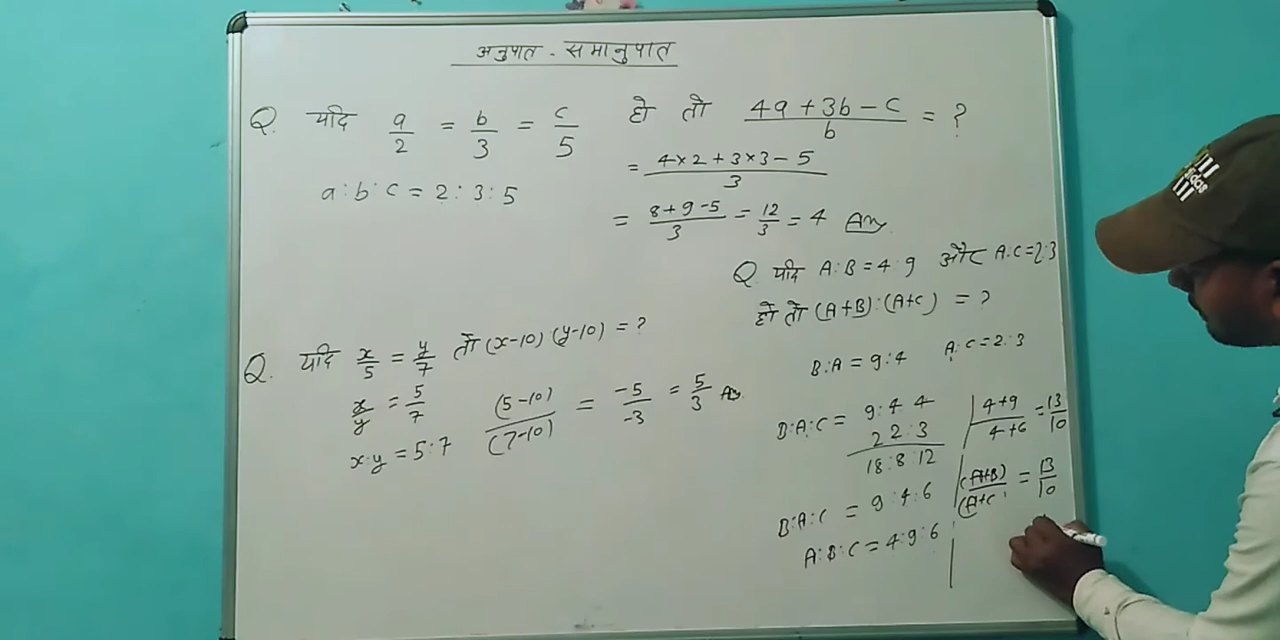 अनुपात - समानुपात
Q. यदि a/2 = b/3 = c/5 हो तो (4a + 3b - c)/b = ?
a:b:c = 2:3:5
= (4×2 + 3×3 - 5)/3
= (8+9-5)/3 = 12/3 = 4 Ans
Q. यदि x/5 = y/7 तो (x-10) (y-10) = ?
x/y = 5/7
x:y = 5:7
(5-10)/(7-10) = -5/-3 = 5/3 Ans
Q यदि A:B = 4:9 और A:C = 2:3
हो तो (A+B):(A+C) = ?
B:A = 9:4 A:C = 2:3
B:A:C = 9:4 4
2 2:3
18:8:12
B:A:C = 9:4:6
A:B:C = 4:9:6
(4+9)/(4+6) = 13/10
(A+B)/(A+C) = 13/10
adidas